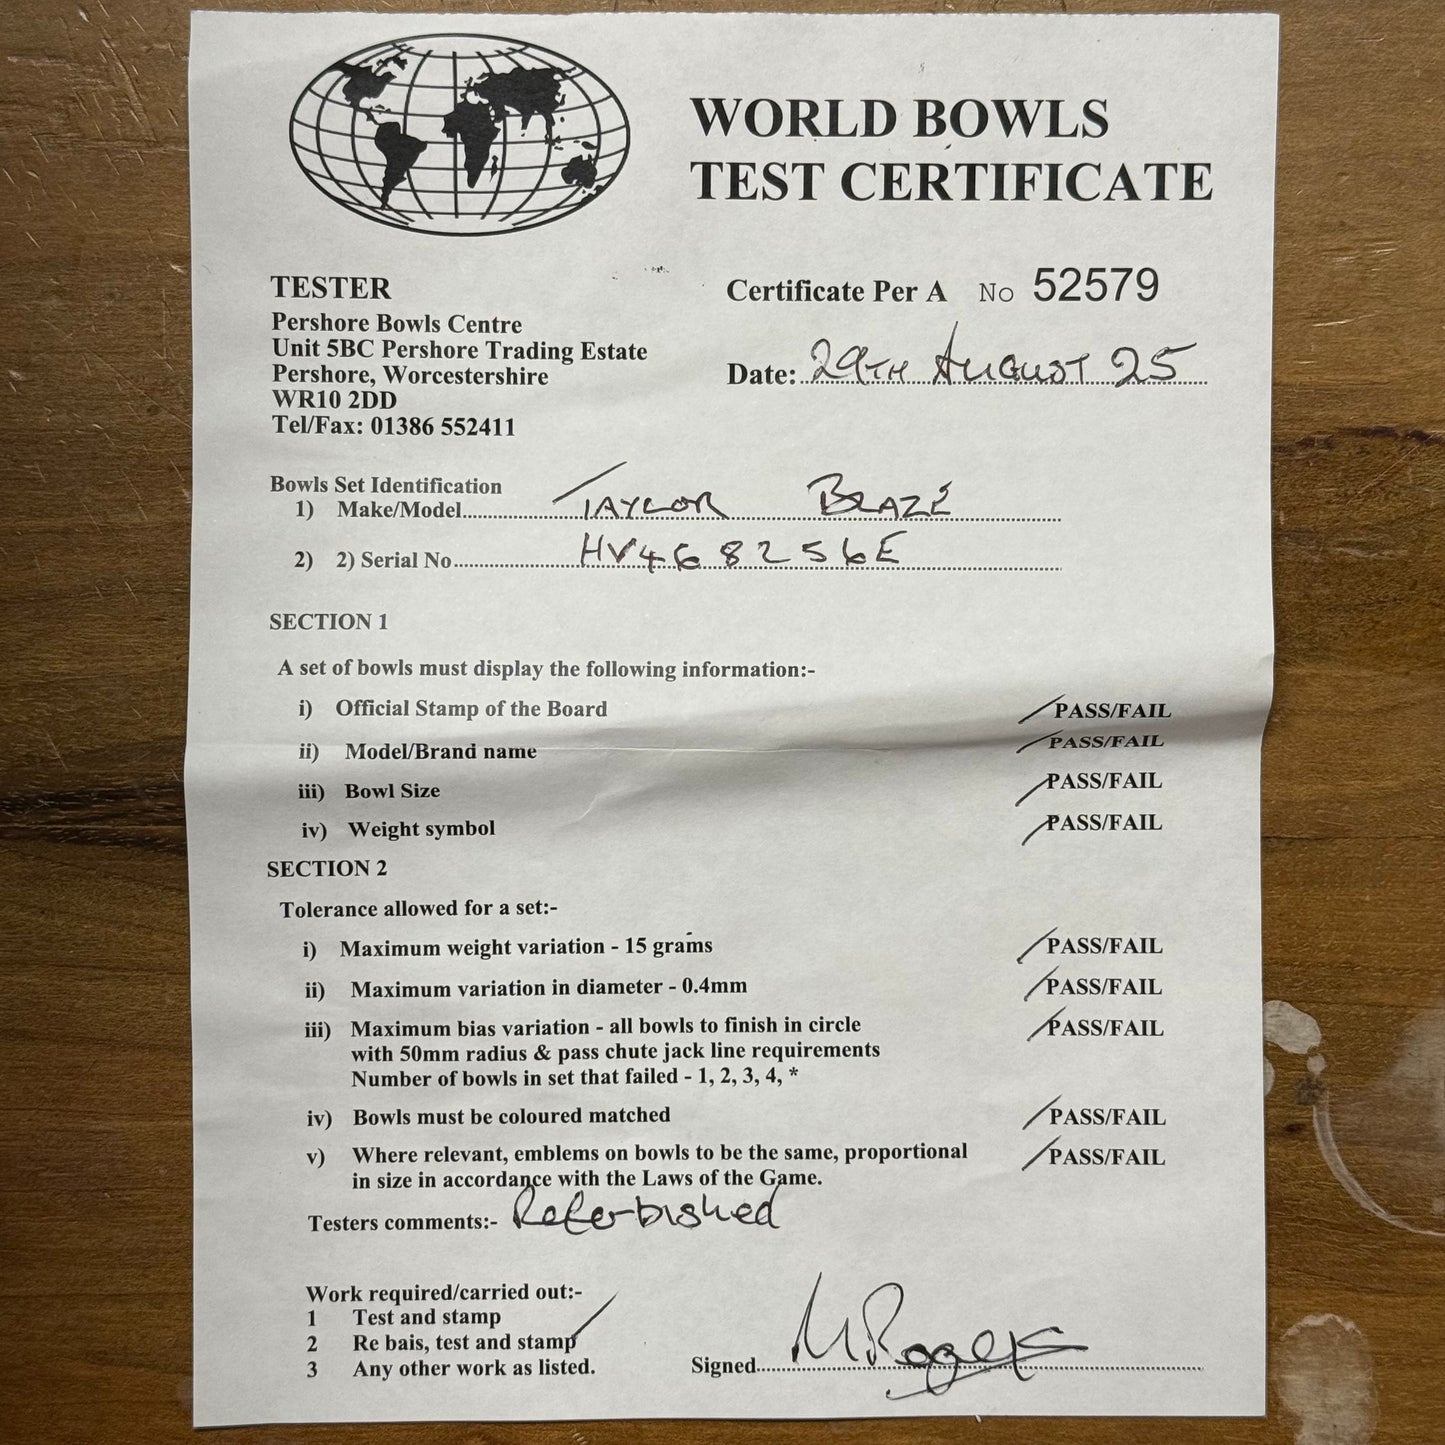 WORLD BOWLS
TEST CERTIFICATE
TESTER
Pershore Bowls Centre
Unit 5BC Pershore Trading Estate
Pershore, Worcestershire
WR10 2DD
Tel/Fax: 01386 552411
Certificate Per A No 52579
Date: 29TH AUGUST 25
Bowls Set Identification
1) Make/Model TAYLOR BLAZE
2) 2) Serial No HV468256E
SECTION 1
A set of bowls must display the following information:-
i) Official Stamp of the Board PASS/FAIL
ii) Model/Brand name PASS/FAIL
iii) Bowl Size PASS/FAIL
iv) Weight symbol PASS/FAIL
SECTION 2
Tolerance allowed for a set:-
i) Maximum weight variation - 15 grams PASS/FAIL
ii) Maximum variation in diameter - 0.4mm PASS/FAIL
iii) Maximum bias variation - all bowls to finish in circle PASS/FAIL
with 50mm radius & pass chute jack line requirements
Number of bowls in set that failed - 1, 2, 3, 4, *
iv) Bowls must be coloured matched PASS/FAIL
v) Where relevant, emblems on bowls to be the same, proportional PASS/FAIL
in size in accordance with the Laws of the Game.
Testers comments:- Referbished
Work required/carried out:-
1 Test and stamp
2 Re bais, test and stamp
3 Any other work as listed.
Signed M Rogers